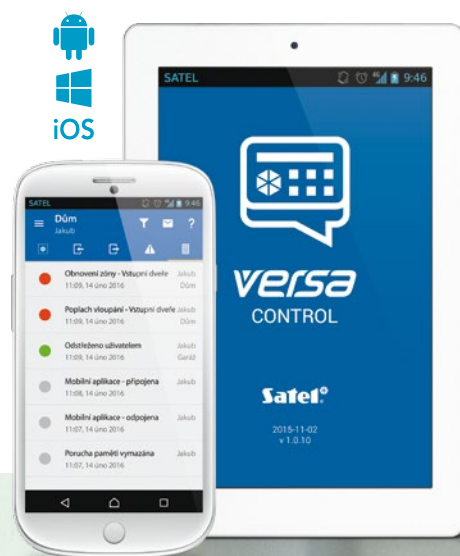 iOS
SATEL 9:46
VERSA
CONTROL
Satel®
2015-11-02
v 1.0.10
SATEL 9:46
Dům
Jakub
?
Obnovení zóny - Vstupní dveře Jakub
11:09, 14 úno 2016 Dům
Poplach vloupání - Vstupní dveře Jakub
11:09, 14 úno 2016 Dům
Odstřeženo uživatelem Jakub
11:09, 14 úno 2016 Garáž
Mobilní aplikace - připojena Jakub
11:08, 14 úno 2016
Mobilní aplikace - odpojena Jakub
11:07, 14 úno 2016
Porucha paměti vymazána Jakub
11:07, 14 úno 2016